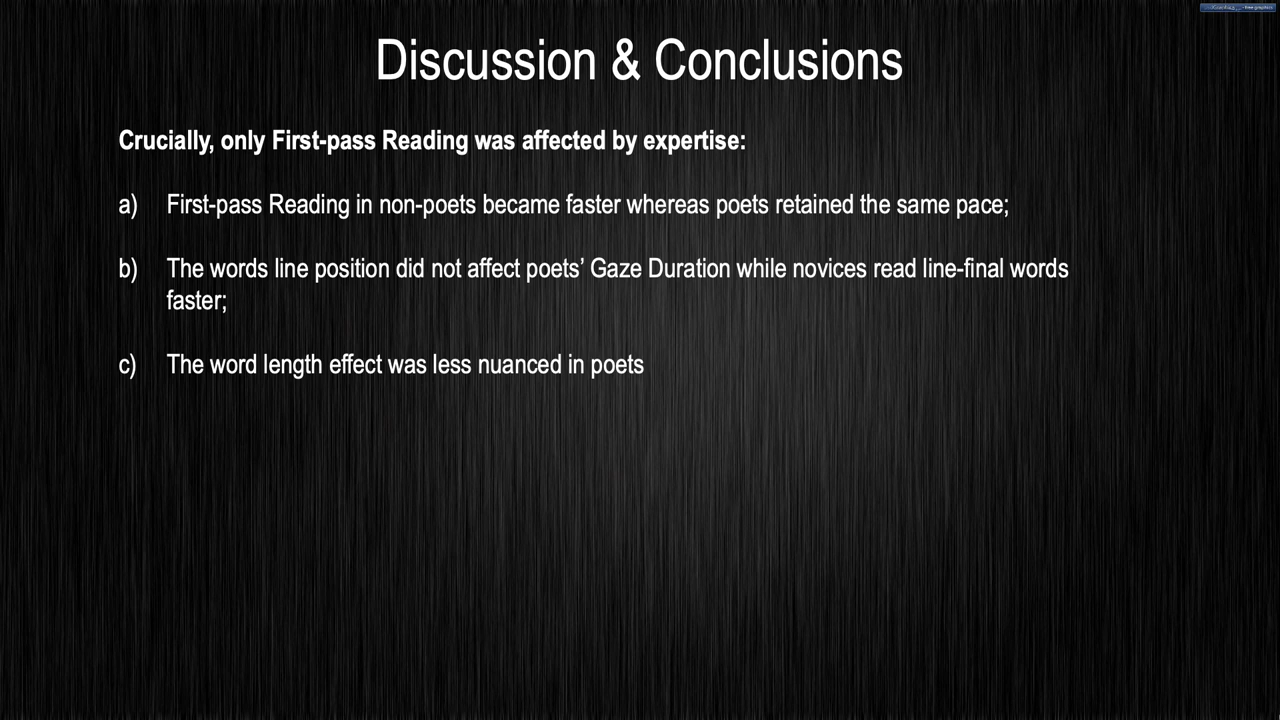 Discussion & Conclusions
Crucially, only First-pass Reading was affected by expertise:
a) First-pass Reading in non-poets became faster whereas poets retained the same pace;
b) The words line position did not affect poets’ Gaze Duration while novices read line-final words
faster;
c) The word length effect was less nuanced in poets